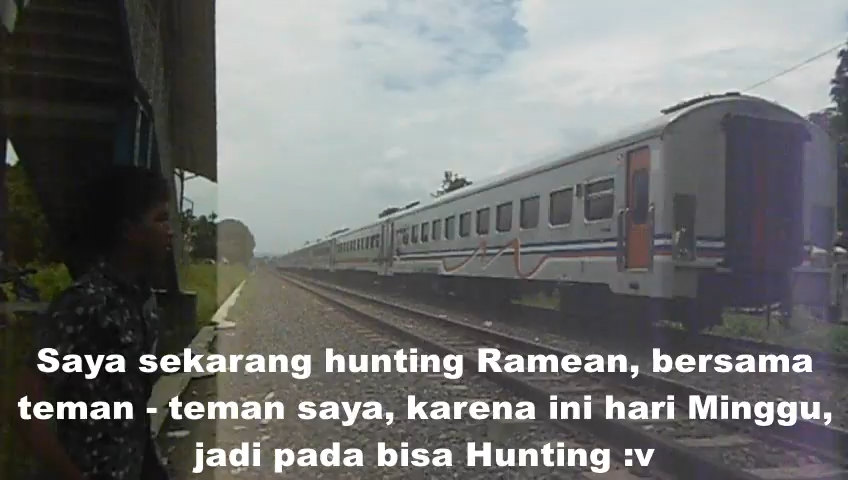 Saya sekarang hunting Ramean, bersama
teman - teman saya, karena ini hari Minggu,
jadi pada bisa Hunting :v